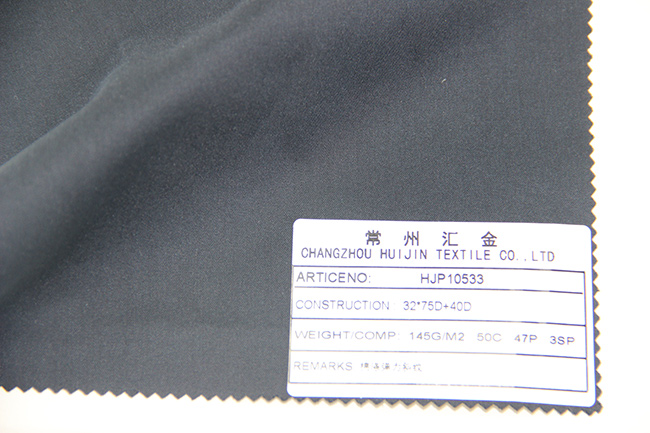 常州汇金
CHANGZHOU HUIJIN TEXTILE CO.,LTD
ARTICENO: HJP10533
CONSTRUCTION 32*75D+40D
WEIGHT/COMP: 145G/M2 50C 47P 3SP
REMARKS